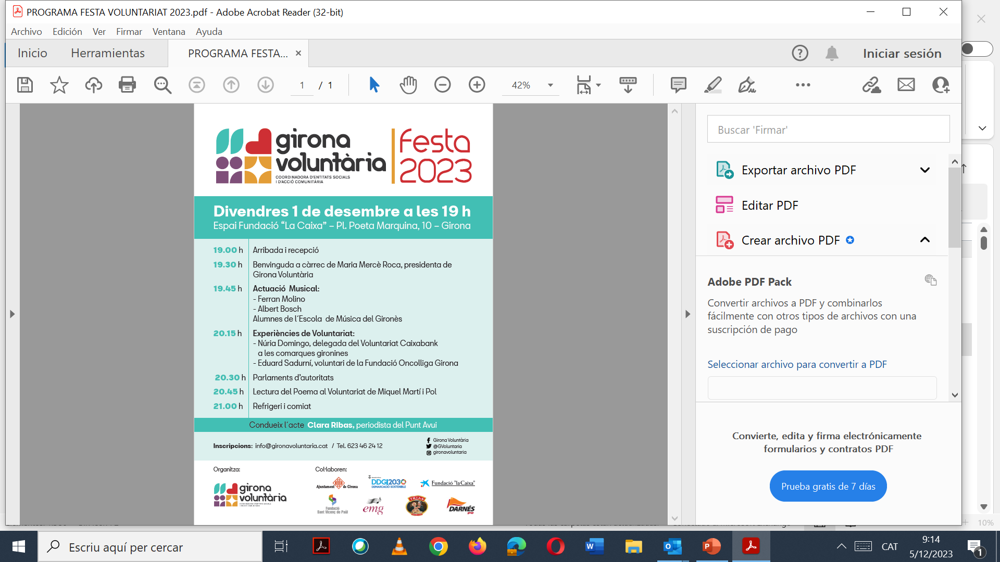 PROGRAMA FESTA VOLUNTARIAT 2023.pdf - Adobe Acrobat Reader (32-bit)
Archivo Edición Ver Firmar Ventana Ayuda
Inicio Herramientas PROGRAMA FESTA... Iniciar sesión
1 / 1 42%
girona
voluntària
COORDINADORA D'ENTITATS SOCIALS
I D'ACCIÓ COMUNITÀRIA
festa
2023
Divendres 1 de desembre a les 19 h
Espai Fundació “La Caixa” – Pl. Poeta Marquina, 10 – Girona
19.00 h Arribada i recepció
19.30 h Benvinguda a càrrec de Maria Mercè Roca, presidenta de
Girona Voluntària
19.45 h Actuació Musical:
- Ferran Molino
- Albert Bosch
Alumnes de l´Escola de Música del Gironès
20.15 h Experiències de Voluntariat:
- Núria Domingo, delegada del Voluntariat Caixabank
a les comarques gironines
- Eduard Sadurní, voluntari de la Fundació Oncolliga Girona
20.30 h Parlaments d’autoritats
20.45 h Lectura del Poema al Voluntariat de Miquel Martí i Pol
21.00 h Refrigeri i comiat
Condueix l´acte Clara Ribas, periodista del Punt Avui
Inscripcions: info@gironavoluntaria.cat / Tel. 623 46 24 12
Girona Voluntària
@GVoluntaria
gironavoluntaria
Organitza:
girona
voluntària
Col·laboren:
Ajuntament de Girona
DDGI2030
DEMARCACIÓ SOSTENIBLE
Fundació "la Caixa"
Fundació
Sant Vicenç de Paül
emg
TRIAS
DARNÉS
grup
Buscar 'Firmar'
Exportar archivo PDF
Editar PDF
Crear archivo PDF
Adobe PDF Pack
Convertir archivos a PDF y combinarlos
fácilmente con otros tipos de archivos con una
suscripción de pago
Seleccionar archivo para convertir a PDF
Convierte, edita y firma electrónicamente
formularios y contratos PDF
Prueba gratis de 7 días
10%
Escriu aquí per cercar
CAT
9:14
5/12/2023
1